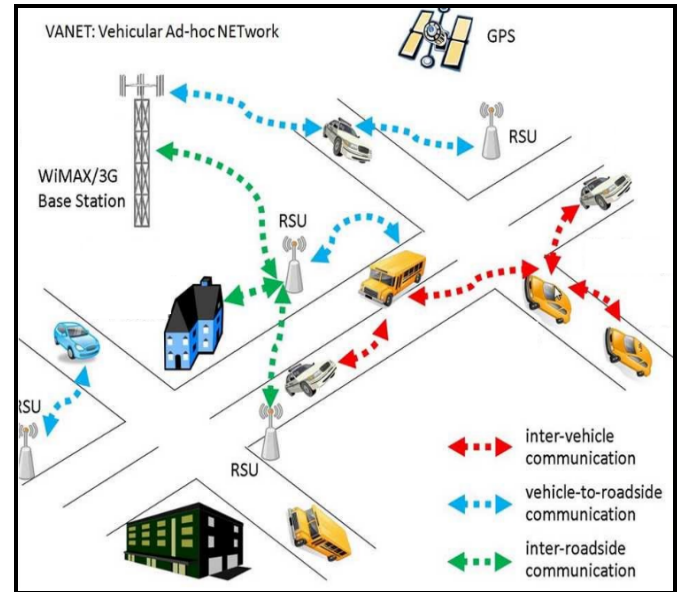 VANET: Vehicular Ad-hoc NETwork
GPS
RSU
WiMAX/3G
Base Station
RSU
RSU
RSU
inter-vehicle
communication
vehicle-to-roadside
communication
inter-roadside
communication